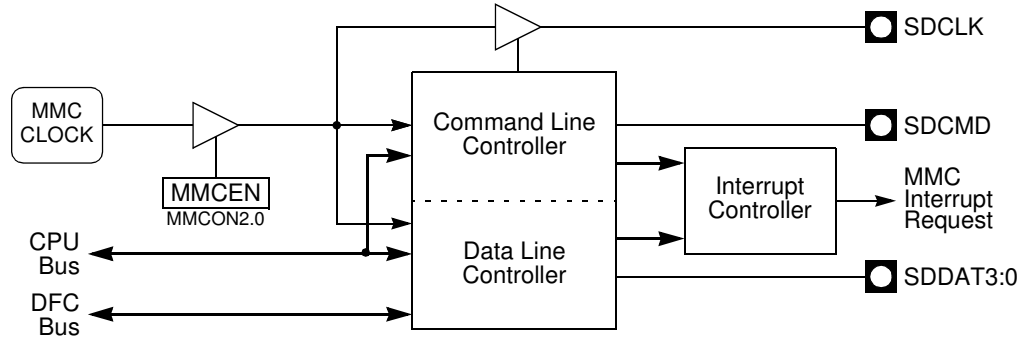 SDCLK
MMC
CLOCK
Command Line
Controller
SDCMD
MMCEN
MMCON2.0
Interrupt
Controller
MMC
Interrupt
Request
CPU
Bus
Data Line
Controller
SDDAT3:0
DFC
Bus